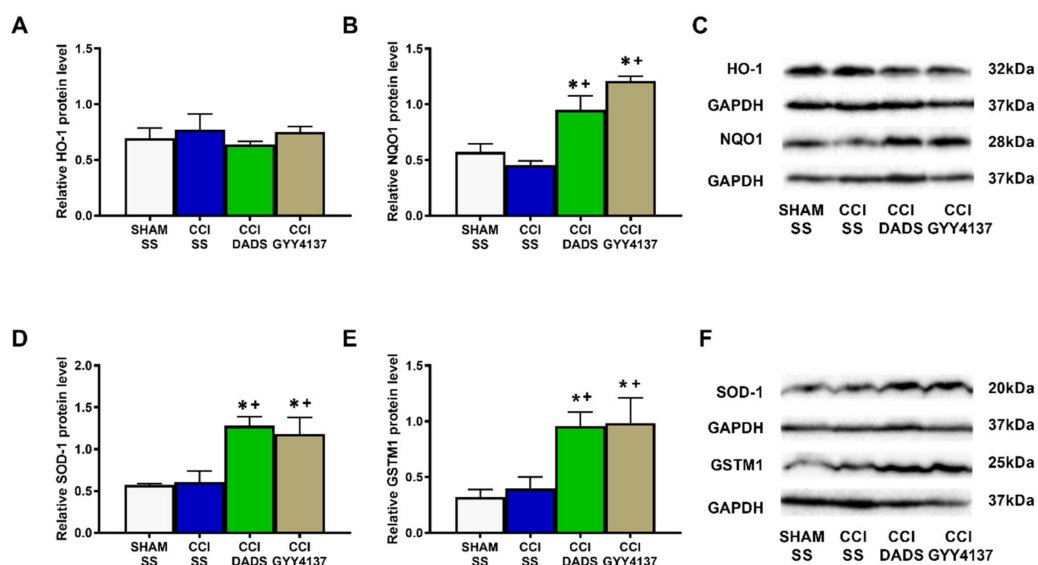 A
Relative HO-1 protein level
1.5
1.0
0.5
0.0
SHAM SS
CCI SS
CCI DADS
CCI GYY4137
B
Relative NQO1 protein level
1.5
1.0
0.5
0.0
*+
*+
SHAM SS
CCI SS
CCI DADS
CCI GYY4137
C
HO-1 32kDa
GAPDH 37kDa
NQO1 28kDa
GAPDH 37kDa
SHAM SS
CCI SS
CCI DADS
CCI GYY4137
D
Relative SOD-1 protein level
2.0
1.5
1.0
0.5
0.0
*+
*+
SHAM SS
CCI SS
CCI DADS
CCI GYY4137
E
Relative GSTM1 protein level
1.5
1.0
0.5
0.0
*+
*+
SHAM SS
CCI SS
CCI DADS
CCI GYY4137
F
SOD-1 20kDa
GAPDH 37kDa
GSTM1 25kDa
GAPDH 37kDa
SHAM SS
CCI SS
CCI DADS
CCI GYY4137